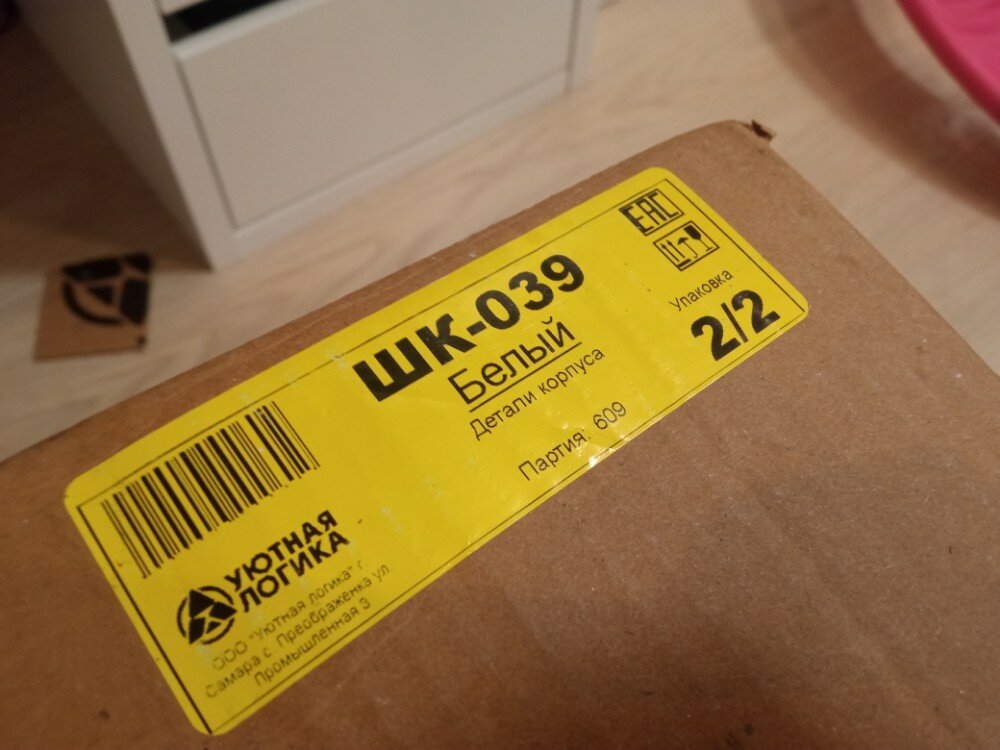 ШК-039
Белый
Детали корпуса
Партия: 609
EAC
Упаковка
2/2
УЮТНАЯ
ЛОГИКА
ООО "Уютная логика" г.
Самара с. Преображенка ул.
Промышленная 3